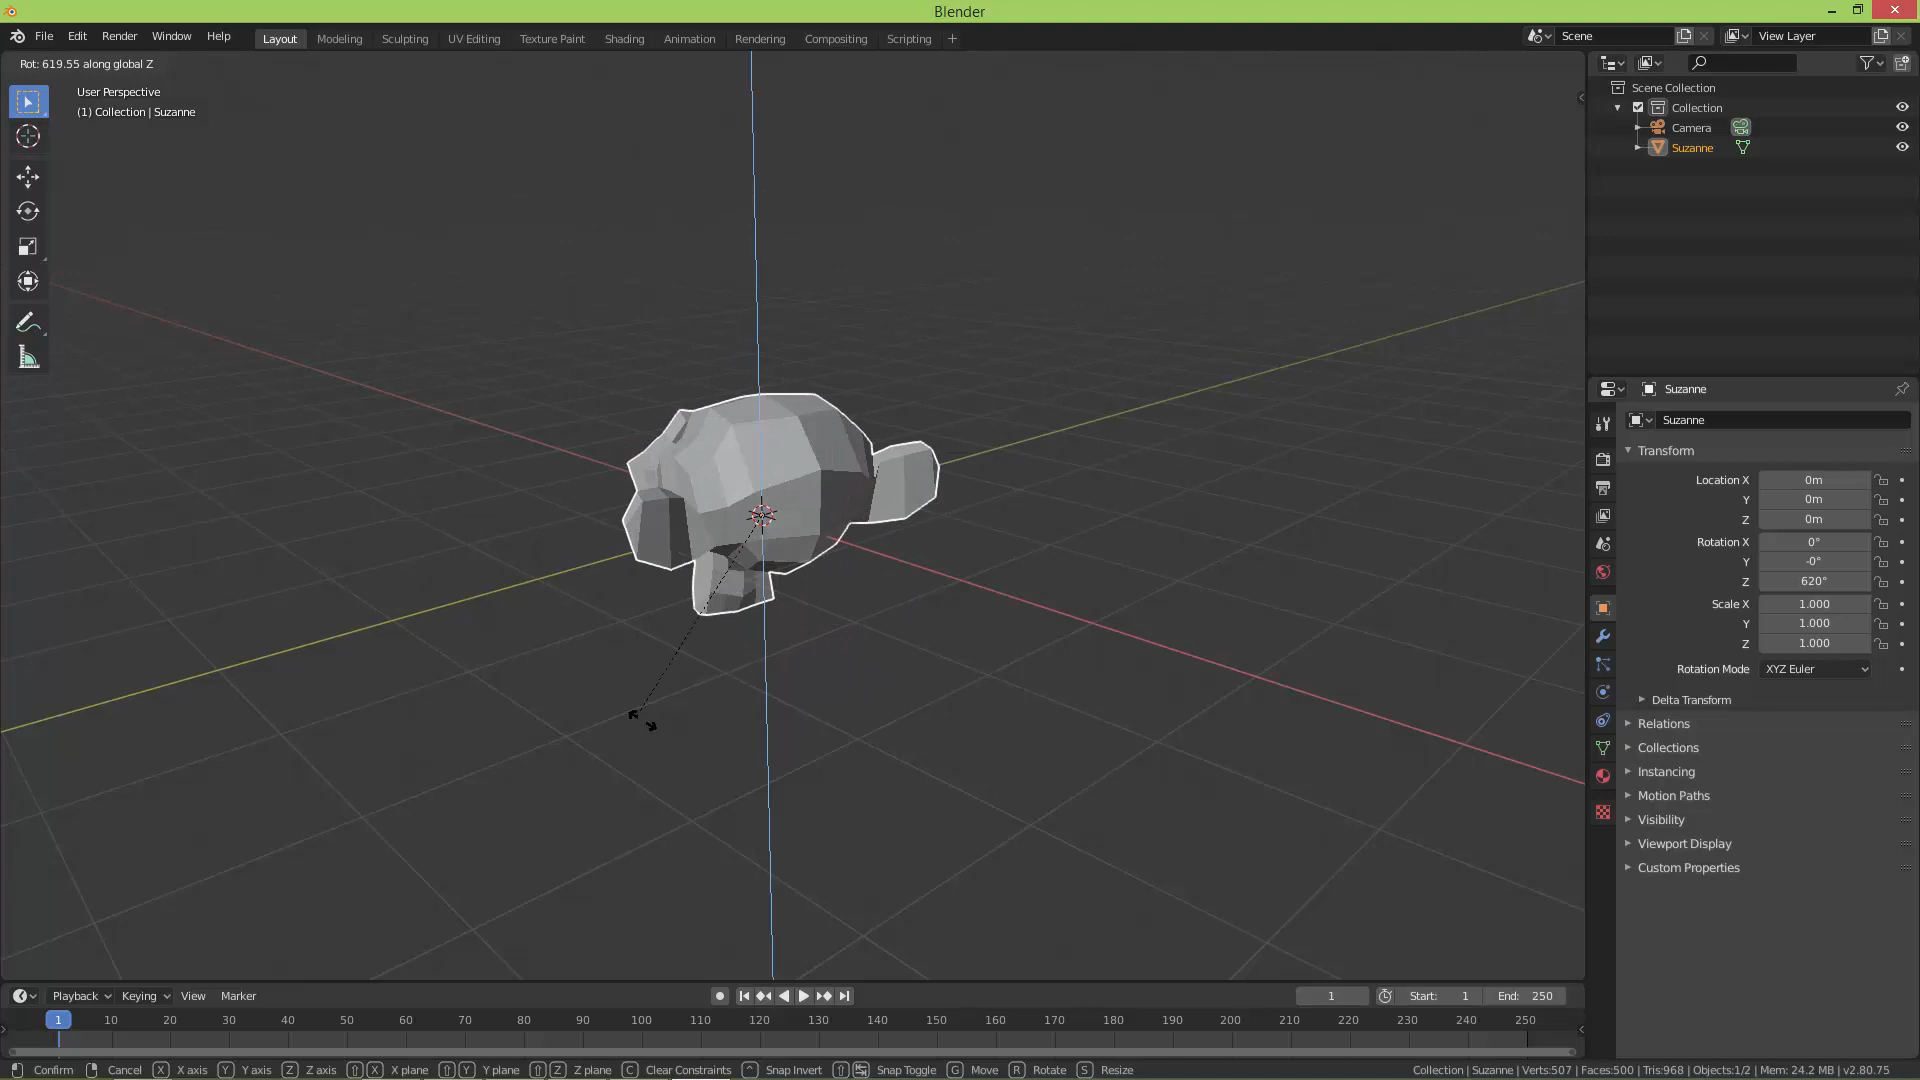 Blender
File Edit Render Window Help Layout Modeling Sculpting UV Editing Texture Paint Shading Animation Rendering Compositing Scripting + Scene View Layer
Rot: 619.55 along global Z
User Perspective
(1) Collection | Suzanne
Scene Collection
Collection
Camera
Suzanne
Suzanne
Suzanne
Transform
Location X 0m
Y 0m
Z 0m
Rotation X 0°
Y -0°
Z 620°
Scale X 1.000
Y 1.000
Z 1.000
Rotation Mode XYZ Euler
Delta Transform
Relations
Collections
Instancing
Motion Paths
Visibility
Viewport Display
Custom Properties
Playback Keying View Marker 1 Start: 1 End: 250
1 10 20 30 40 50 60 70 80 90 100 110 120 130 140 150 160 170 180 190 200 210 220 230 240 250
Confirm Cancel X X axis Y Y axis Z Z axis X X plane Y Y plane Z Z plane C Clear Constraints ^ Snap Invert Snap Toggle G Move R Rotate S Resize Collection | Suzanne | Verts:507 | Faces:500 | Tris:968 | Objects:1/2 | Mem: 24.2 MB | v2.80.75